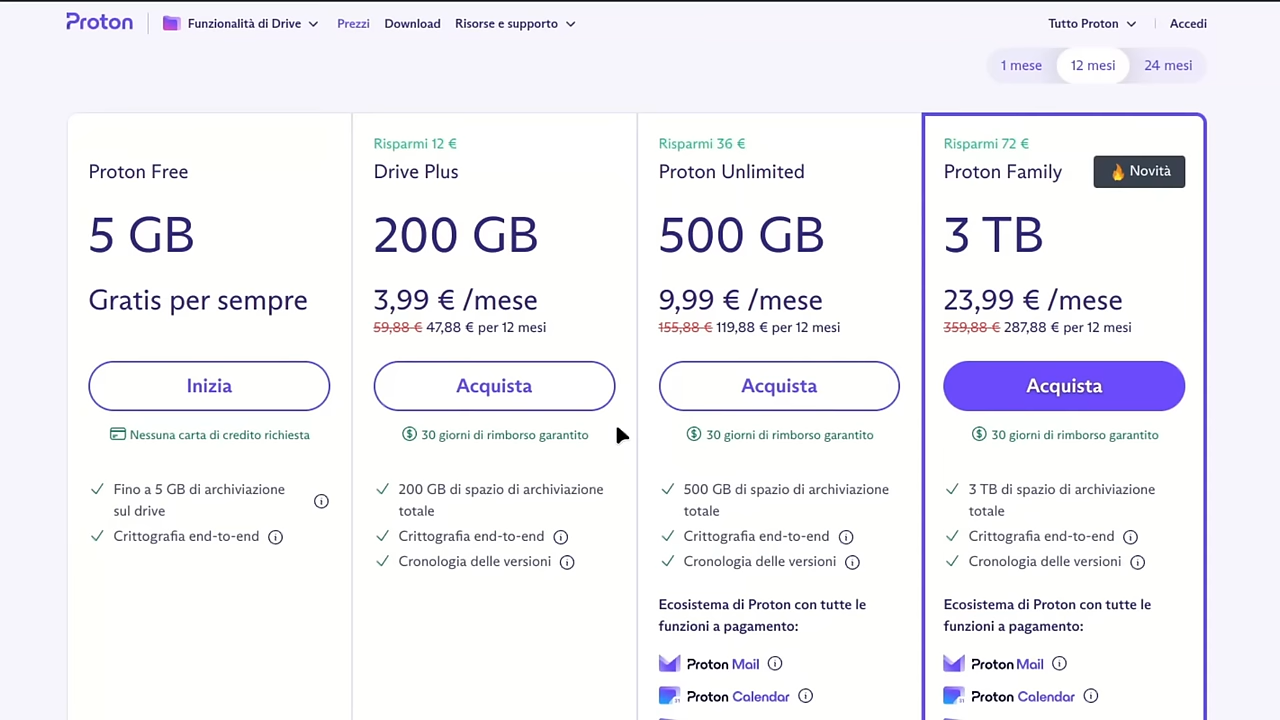 Proton
Funzionalità di Drive
Prezzi
Download
Risorse e supporto
Tutto Proton
Accedi
1 mese
12 mesi
24 mesi
Proton Free
5 GB
Gratis per sempre
Inizia
Nessuna carta di credito richiesta
Fino a 5 GB di archiviazione
sul drive
Crittografia end-to-end
Risparmi 12 €
Drive Plus
200 GB
3,99 € /mese
59,88 € 47,88 € per 12 mesi
Acquista
30 giorni di rimborso garantito
200 GB di spazio di archiviazione
totale
Crittografia end-to-end
Cronologia delle versioni
Risparmi 36 €
Proton Unlimited
500 GB
9,99 € /mese
155,88 € 119,88 € per 12 mesi
Acquista
30 giorni di rimborso garantito
500 GB di spazio di archiviazione
totale
Crittografia end-to-end
Cronologia delle versioni
Ecosistema di Proton con tutte le
funzioni a pagamento:
Proton Mail
Proton Calendar
Risparmi 72 €
Proton Family
🔥 Novità
3 TB
23,99 € /mese
359,88 € 287,88 € per 12 mesi
Acquista
30 giorni di rimborso garantito
3 TB di spazio di archiviazione
totale
Crittografia end-to-end
Cronologia delle versioni
Ecosistema di Proton con tutte le
funzioni a pagamento:
Proton Mail
Proton Calendar